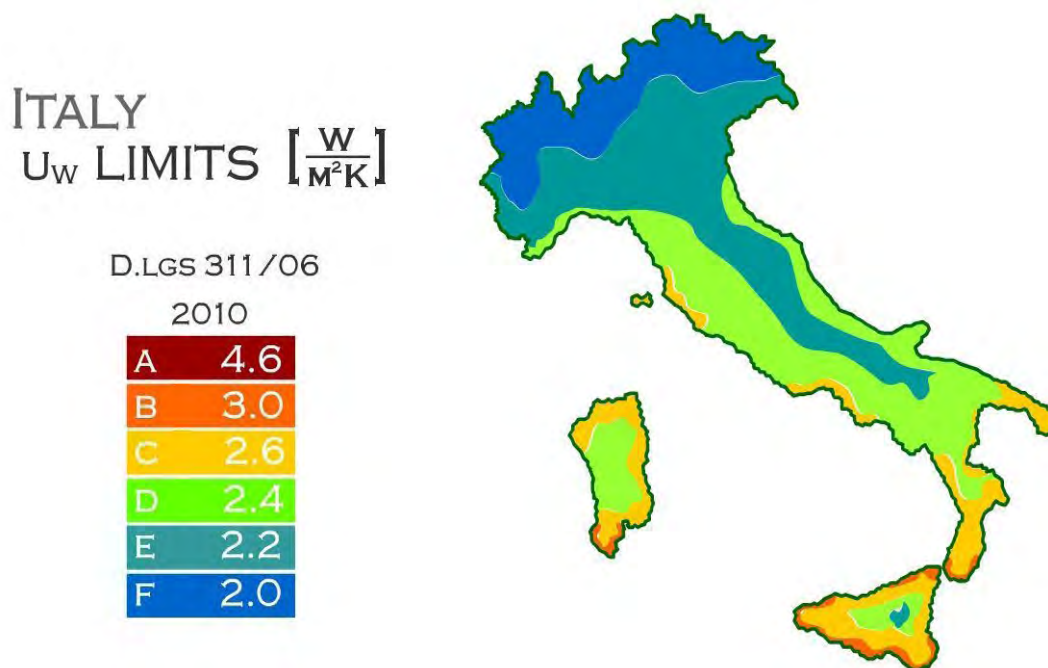 ITALY
UW LIMITS [W/M²K]
D.LGS 311/06
2010
A 4.6
B 3.0
C 2.6
D 2.4
E 2.2
F 2.0